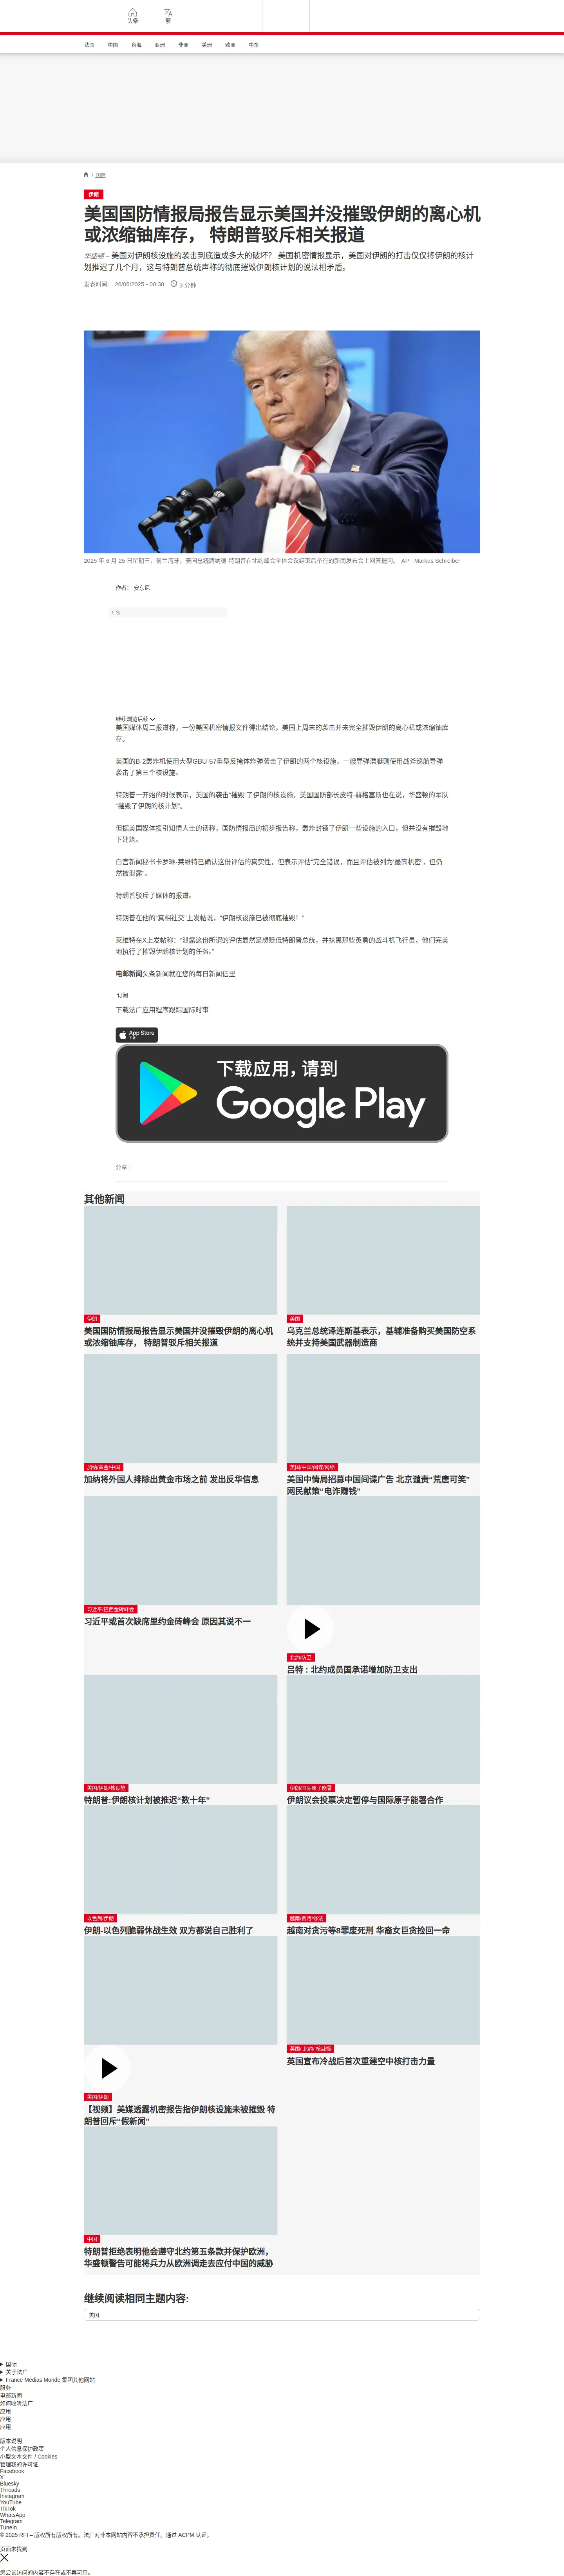 头条
繁
法国 中国 台海 亚洲 非洲 美洲 欧洲 中东
/ 国际
伊朗
美国国防情报局报告显示美国并没摧毁伊朗的离心机
或浓缩铀库存， 特朗普驳斥相关报道
华盛顿 – 美国对伊朗核设施的袭击到底造成多大的破坏？ 美国机密情报显示，美国对伊朗的打击仅仅将伊朗的核计
划推迟了几个月，这与特朗普总统声称的彻底摧毁伊朗核计划的说法相矛盾。
发表时间： 26/06/2025 - 00:36 3 分钟
2025 年 6 月 25 日星期三，荷兰海牙，美国总统唐纳德·特朗普在北约峰会全体会议结束后举行的新闻发布会上回答提问。 AP - Markus Schreiber
作者： 安东尼
广告
继续浏览后续
美国媒体周二报道称，一份美国机密情报文件得出结论，美国上周末的袭击并未完全摧毁伊朗的离心机或浓缩铀库
存。
美国的B-2轰炸机使用大型GBU-57重型反掩体炸弹袭击了伊朗的两个核设施，一艘导弹潜艇则使用战斧巡航导弹
袭击了第三个核设施。
特朗普一开始的时候表示，美国的袭击“摧毁”了伊朗的核设施，美国国防部长皮特·赫格塞斯也在说，华盛顿的军队
“摧毁了伊朗的核计划”。
但据美国媒体援引知情人士的话称，国防情报局的初步报告称，轰炸封锁了伊朗一些设施的入口，但并没有摧毁地
下建筑。
白宫新闻秘书卡罗琳·莱维特已确认这份评估的真实性，但表示评估“完全错误，而且评估被列为‘最高机密’，但仍
然被泄露”。
特朗普驳斥了媒体的报道。
特朗普在他的“真相社交”上发帖说，“伊朗核设施已被彻底摧毁！”
莱维特在X上发帖称：“泄露这份所谓的评估显然是想贬低特朗普总统，并抹黑那些英勇的战斗机飞行员，他们完美
地执行了摧毁伊朗核计划的任务。”
电邮新闻头条新闻就在您的每日新闻信里
订阅
下载法广应用程序跟踪国际时事
App Store
下载
下载应用，请到
Google Play
分享 :
其他新闻
伊朗
美国国防情报局报告显示美国并没摧毁伊朗的离心机
或浓缩铀库存， 特朗普驳斥相关报道
美国
乌克兰总统泽连斯基表示，基辅准备购买美国防空系
统并支持美国武器制造商
加纳/黄金/中国
加纳将外国人排除出黄金市场之前 发出反华信息
美国/中国/间谍/网络
美国中情局招募中国间谍广告 北京谴责“荒唐可笑”
网民献策“电诈赚钱”
习近平/巴西金砖峰会
习近平或首次缺席里约金砖峰会 原因其说不一
北约/防卫
吕特 : 北约成员国承诺增加防卫支出
美国/伊朗/核设施
特朗普:伊朗核计划被推迟“数十年”
伊朗/国际原子能署
伊朗议会投票决定暂停与国际原子能署合作
以色列/伊朗
伊朗-以色列脆弱休战生效 双方都说自己胜利了
越南/贪污/修法
越南对贪污等8罪废死刑 华裔女巨贪捡回一命
美国/伊朗
【视频】美媒透露机密报告指伊朗核设施未被摧毁 特
朗普回斥“假新闻”
英国/ 北约/ 核威慑
英国宣布冷战后首次重建空中核打击力量
中国
特朗普拒绝表明他会遵守北约第五条款并保护欧洲，
华盛顿警告可能将兵力从欧洲调走去应付中国的威胁
继续阅读相同主题内容:
美国
国际
关于法广
France Médias Monde 集团其他网站
服务
电邮新闻
如何收听法广
应用
应用
应用
版本说明
个人信息保护政策
小型文本文件 / Cookies
管理我的许可证
Facebook
X
Bluesky
Threads
Instagram
YouTube
TikTok
WhatsApp
Telegram
TuneIn
© 2025 RFI – 版权所有版权所有。法广对非本网站内容不承担责任。通过 ACPM 认证。
页面未找到
您尝试访问的内容不存在或不再可用。